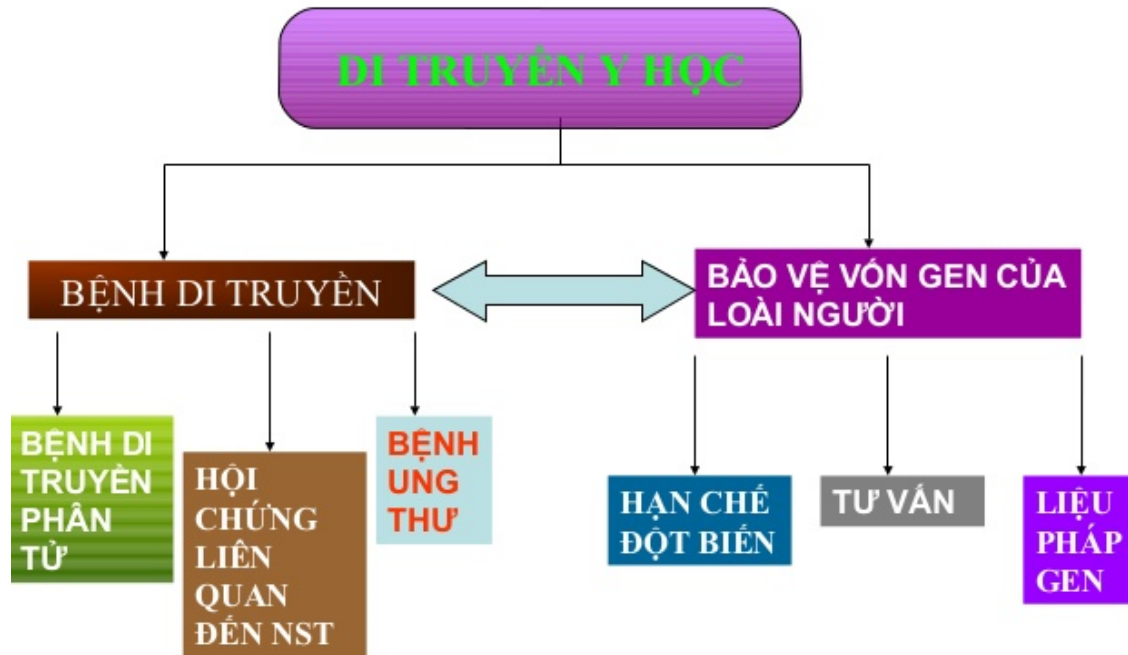 DI TRUYỀN Y HỌC
BỆNH DI TRUYỀN
BẢO VỆ VỐN GEN CỦA
LOÀI NGƯỜI
BỆNH DI
TRUYỀN
PHÂN
TỬ
HỘI
CHỨNG
LIÊN
QUAN
ĐẾN NST
BỆNH
UNG
THƯ
HẠN CHẾ
ĐỘT BIẾN
TƯ VẤN
LIỆU
PHÁP
GEN